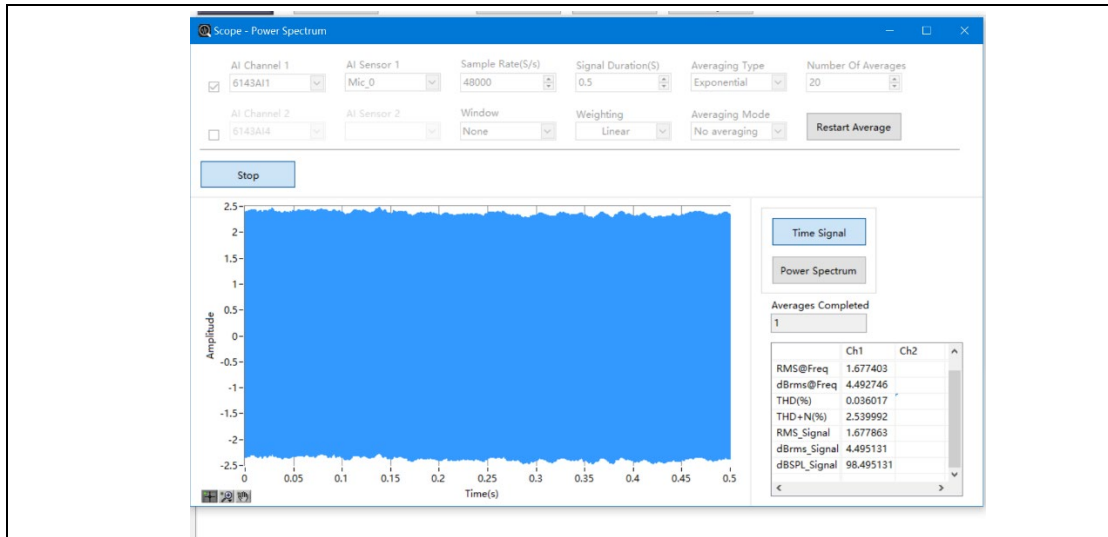 Scope - Power Spectrum
AI Channel 1 AI Sensor 1 Sample Rate(S/s) Signal Duration(S) Averaging Type Number Of Averages
6143AI1 Mic_0 48000 0.5 Exponential 20
AI Channel 2 AI Sensor 2 Window Weighting Averaging Mode
6143AI4 None Linear No averaging Restart Average
Stop
2.5
2
1.5
1
0.5
0
-0.5
-1
-1.5
-2
-2.5
Amplitude
0 0.05 0.1 0.15 0.2 0.25 0.3 0.35 0.4 0.45 0.5
Time(s)
Time Signal
Power Spectrum
Averages Completed
1
Ch1 Ch2
RMS@Freq 1.677403
dBrms@Freq 4.492746
THD(%) 0.036017
THD+N(%) 2.539992
RMS_Signal 1.677863
dBrms_Signal 4.495131
dBSPL_Signal 98.495131